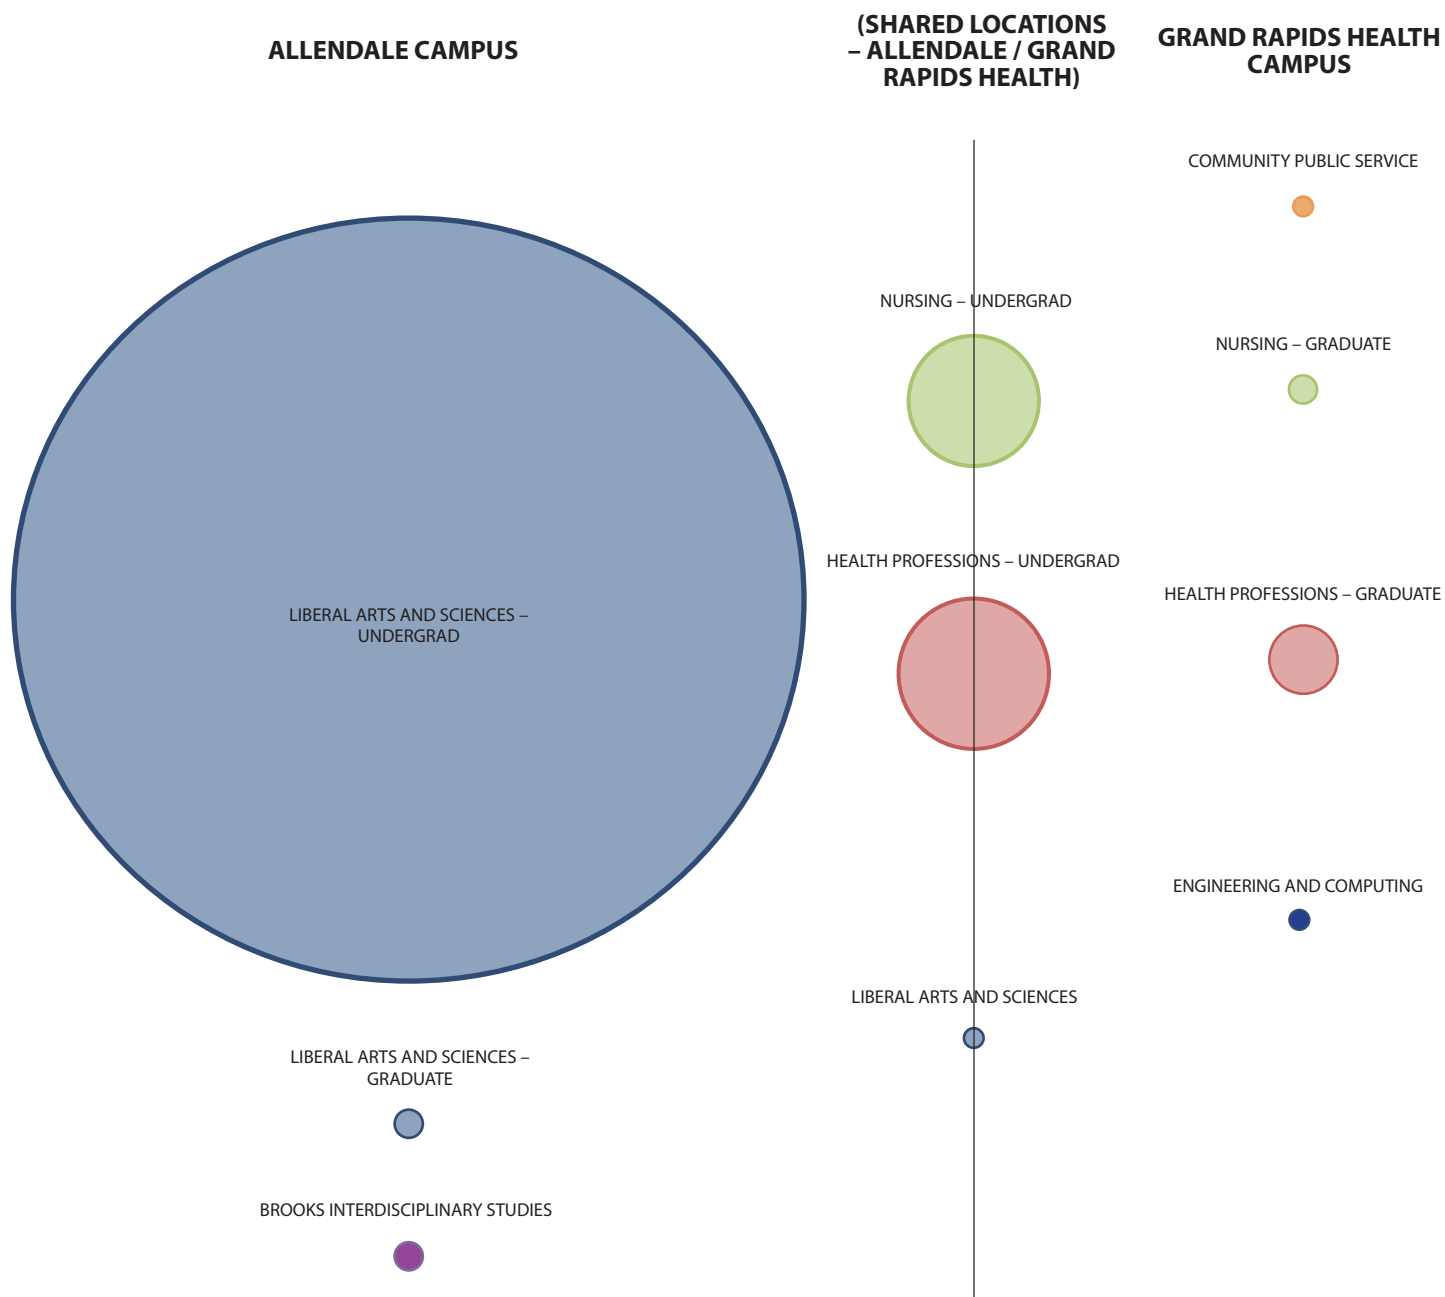 ALLENDALE CAMPUS
(SHARED LOCATIONS
– ALLENDALE / GRAND
RAPIDS HEALTH)
GRAND RAPIDS HEALTH
CAMPUS
COMMUNITY PUBLIC SERVICE
NURSING – UNDERGRAD
NURSING – GRADUATE
HEALTH PROFESSIONS – UNDERGRAD
HEALTH PROFESSIONS – GRADUATE
LIBERAL ARTS AND SCIENCES –
UNDERGRAD
ENGINEERING AND COMPUTING
LIBERAL ARTS AND SCIENCES
LIBERAL ARTS AND SCIENCES –
GRADUATE
BROOKS INTERDISCIPLINARY STUDIES